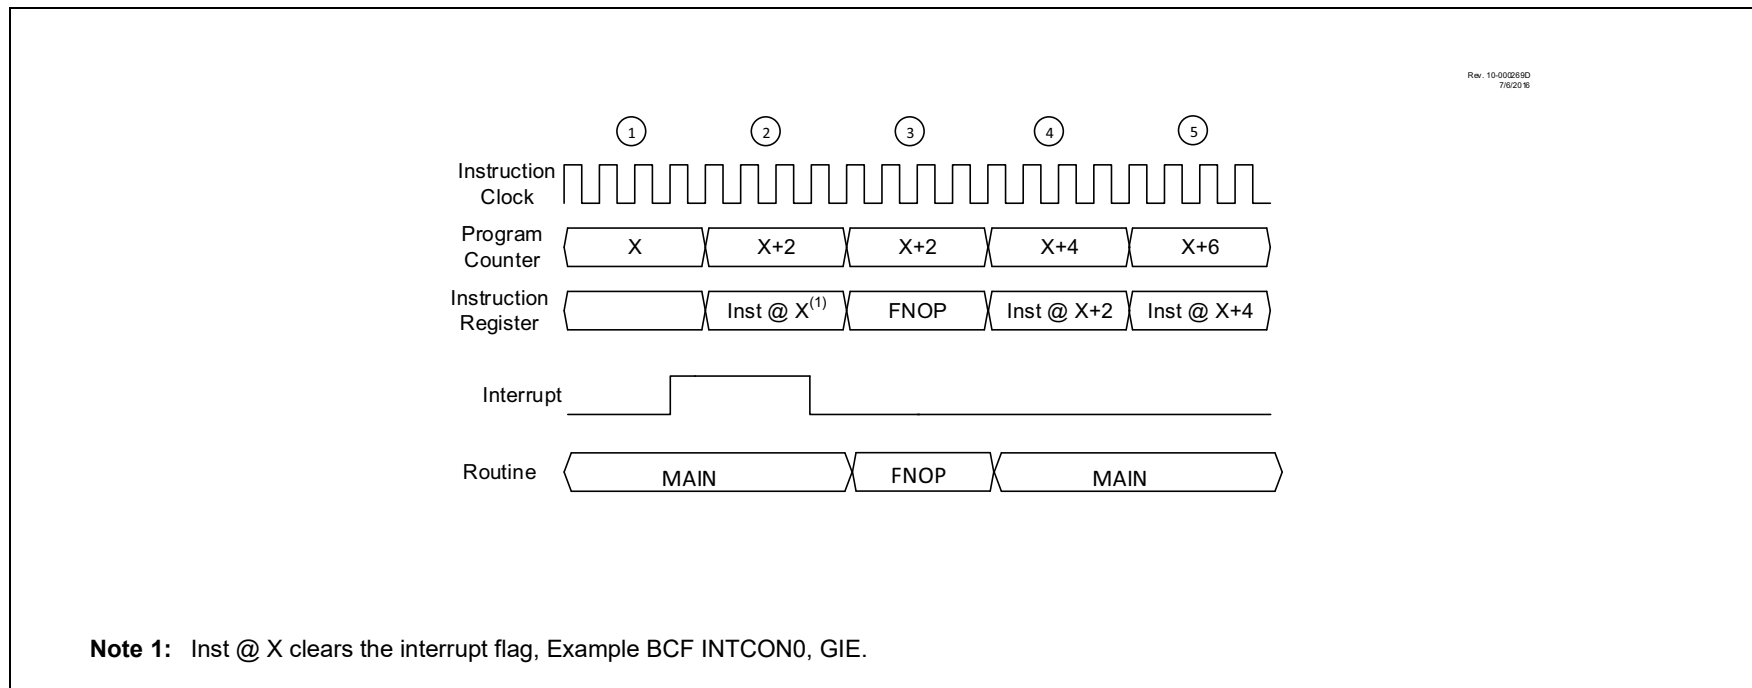 Rev. 10-000269D
7/6/2016
1 2 3 4 5
Instruction
Clock
Program
Counter
X X+2 X+2 X+4 X+6
Instruction
Register
Inst @ X(1) FNOP Inst @ X+2 Inst @ X+4
Interrupt
Routine
MAIN FNOP MAIN
Note 1: Inst @ X clears the interrupt flag, Example BCF INTCON0, GIE.